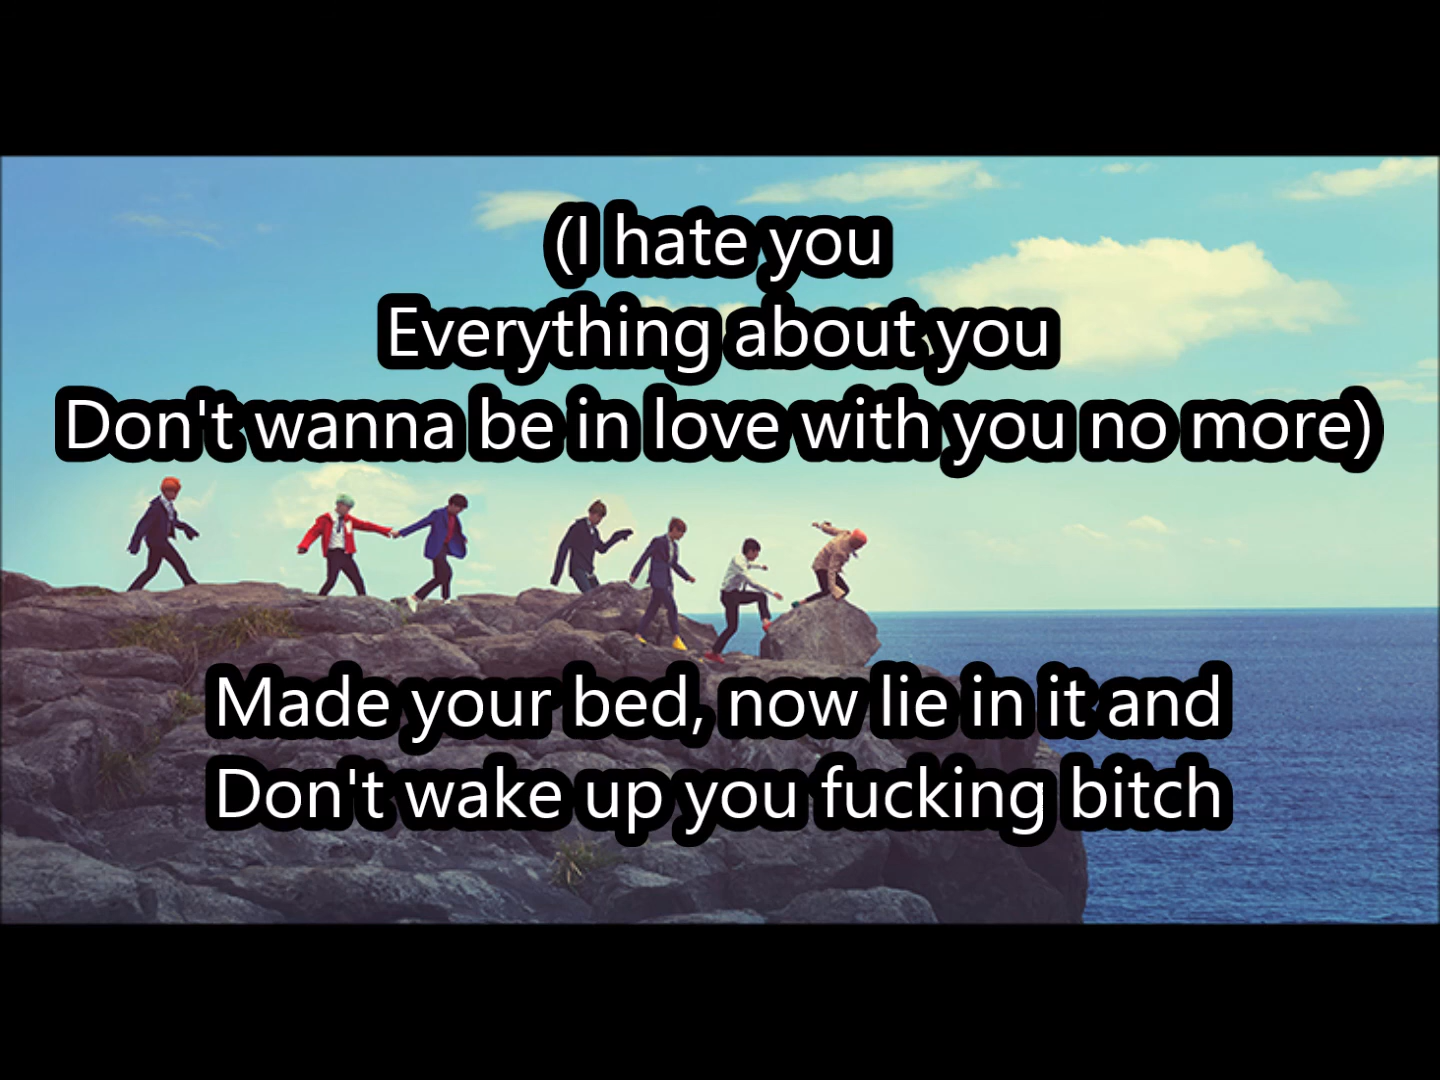 (I hate you
Everything about you
Don't wanna be in love with you no more)
Made your bed, now lie in it and
Don't wake up you fucking bitch